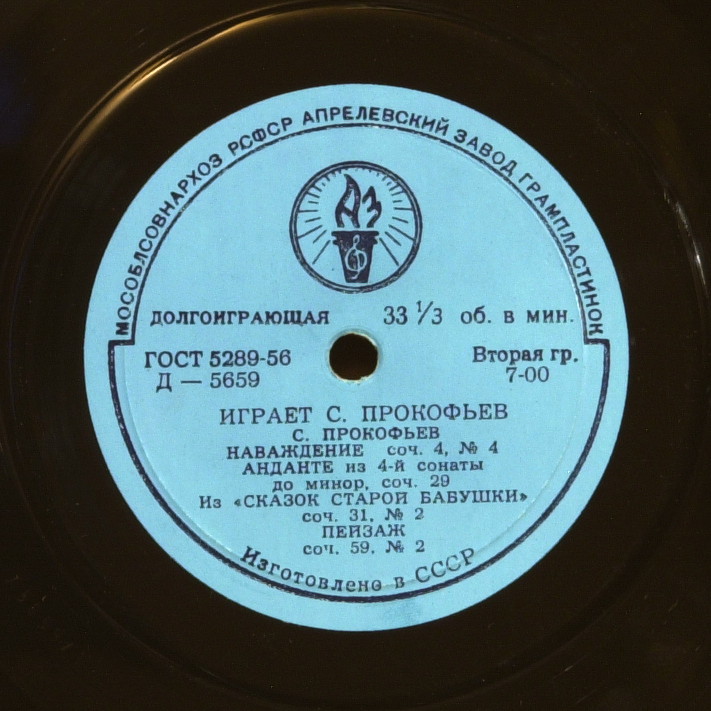 МОСОБЛСОВНАРХОЗ РСФСР АПРЕЛЕВСКИЙ ЗАВОД ГРАМПЛАСТИНОК
АЗ
ДОЛГОИГРАЮЩАЯ 33 1/3 об. в мин.
ГОСТ 5289-56 Вторая гр.
Д — 5659 7-00
ИГРАЕТ С. ПРОКОФЬЕВ
С. ПРОКОФЬЕВ
НАВАЖДЕНИЕ соч. 4, № 4
АНДАНТЕ из 4-й сонаты
до минор, соч. 29
Из «СКАЗОК СТАРОЙ БАБУШКИ»
соч. 31, № 2
ПЕЙЗАЖ
соч. 59, № 2
Изготовлено в СССР